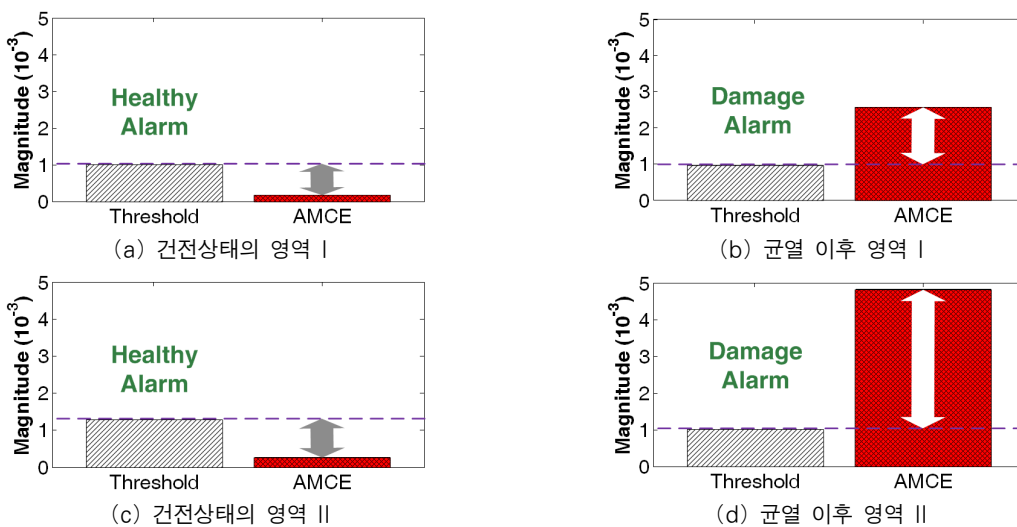 5
4
3
2
1
0
Magnitude (10⁻³)
Healthy
Alarm
Threshold AMCE
(a) 건전상태의 영역 Ⅰ
5
4
3
2
1
0
Magnitude (10⁻³)
Damage
Alarm
Threshold AMCE
(b) 균열 이후 영역 Ⅰ
5
4
3
2
1
0
Magnitude (10⁻³)
Healthy
Alarm
Threshold AMCE
(c) 건전상태의 영역 Ⅱ
5
4
3
2
1
0
Magnitude (10⁻³)
Damage
Alarm
Threshold AMCE
(d) 균열 이후 영역 Ⅱ